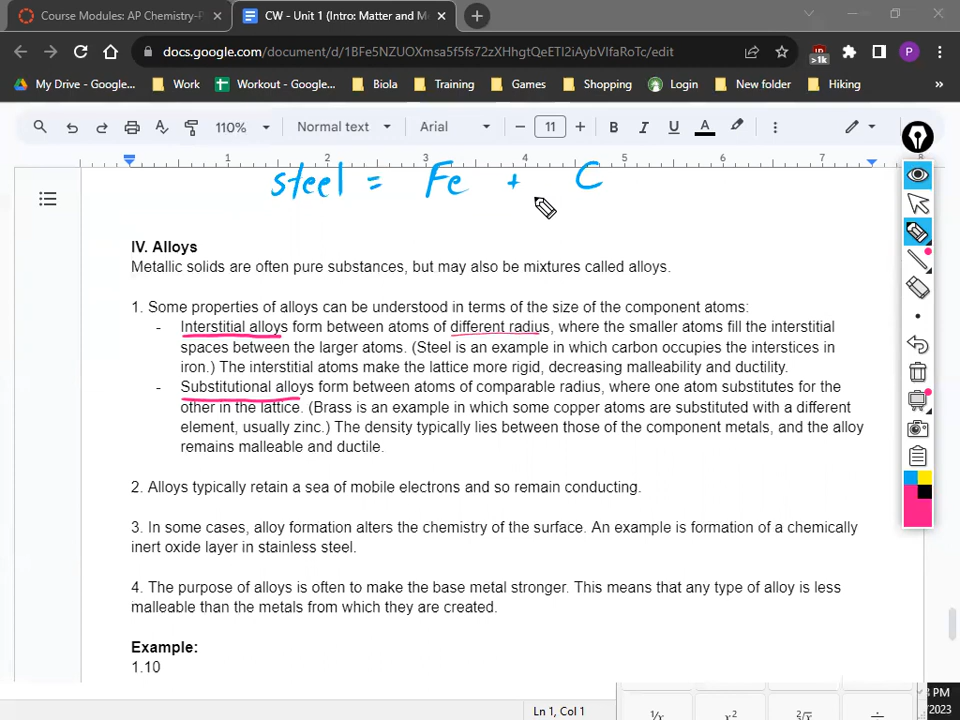 Course Modules: AP Chemistry-P
CW - Unit 1 (Intro: Matter and M
docs.google.com/document/d/1BFe5NZUOXmsa5f5fs72zXHhgtQeETI2iAybVIfaRoTc/edit
>1k
P
My Drive - Google...
Work
Workout - Google...
Biola
Training
Games
Shopping
Login
New folder
Hiking
»
110%
Normal text
Arial
11
B I U A
1 2 3 4 5 6 7 8
steel = Fe + C
IV. Alloys
Metallic solids are often pure substances, but may also be mixtures called alloys.
1. Some properties of alloys can be understood in terms of the size of the component atoms:
- Interstitial alloys form between atoms of different radius, where the smaller atoms fill the interstitial
spaces between the larger atoms. (Steel is an example in which carbon occupies the interstices in
iron.) The interstitial atoms make the lattice more rigid, decreasing malleability and ductility.
- Substitutional alloys form between atoms of comparable radius, where one atom substitutes for the
other in the lattice. (Brass is an example in which some copper atoms are substituted with a different
element, usually zinc.) The density typically lies between those of the component metals, and the alloy
remains malleable and ductile.
2. Alloys typically retain a sea of mobile electrons and so remain conducting.
3. In some cases, alloy formation alters the chemistry of the surface. An example is formation of a chemically
inert oxide layer in stainless steel.
4. The purpose of alloys is often to make the base metal stronger. This means that any type of alloy is less
malleable than the metals from which they are created.
Example:
1.10
PM
/2023
Ln 1, Col 1